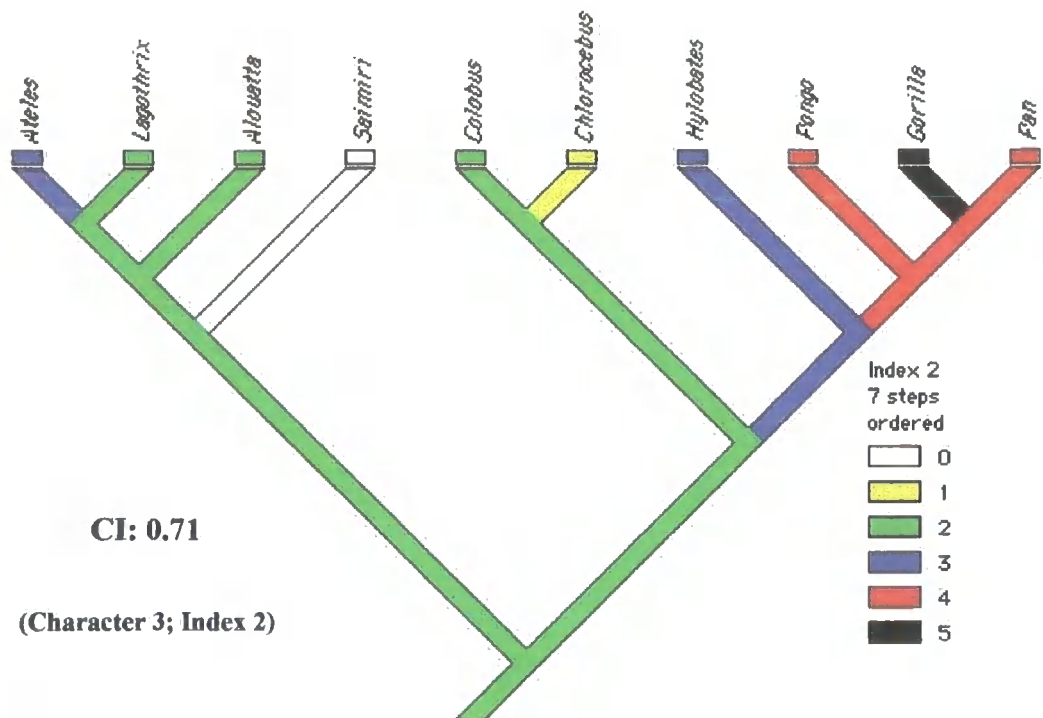 Ateles
Lagothrix
Alouatta
Saimiri
Colobus
Chlorocebus
Hylobates
Pongo
Gorilla
Pan
Index 2
7 steps
ordered
0
1
2
3
4
5
CI: 0.71
(Character 3; Index 2)